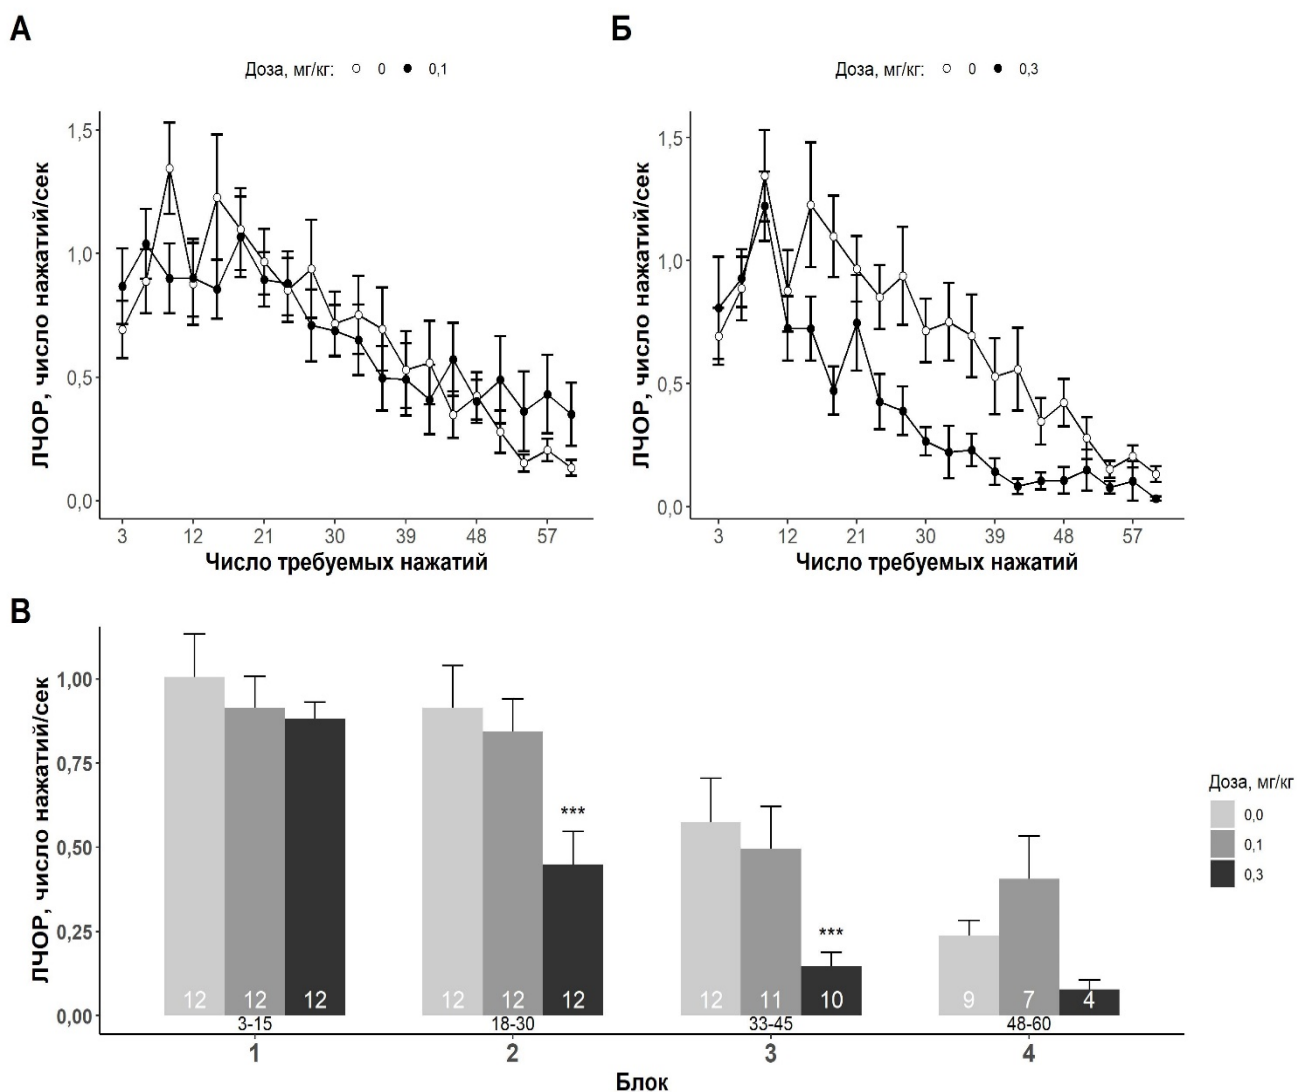 А
Доза, мг/кг: 0 0,1
ЛЧОР, число нажатий/сек
1,5
1,0
0,5
0,0
3 12 21 30 39 48 57
Число требуемых нажатий
Б
Доза, мг/кг: 0 0,3
ЛЧОР, число нажатий/сек
1,5
1,0
0,5
0,0
3 12 21 30 39 48 57
Число требуемых нажатий
В
ЛЧОР, число нажатий/сек
1,00
0,75
0,50
0,25
0,00
*** ***
12 12 12 12 12 12 12 11 10 9 7 4
3-15 18-30 33-45 48-60
1 2 3 4
Блок
Доза, мг/кг
0,0
0,1
0,3